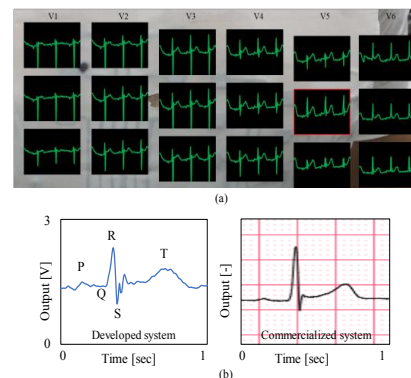 V1 V2 V3 V4 V5 V6
(a)
3
R
P
T
Q
S
Output [V]
Developed system
0
0 1
Time [sec]
Output [-]
Commercialized system
0 1
Time [sec]
(b)